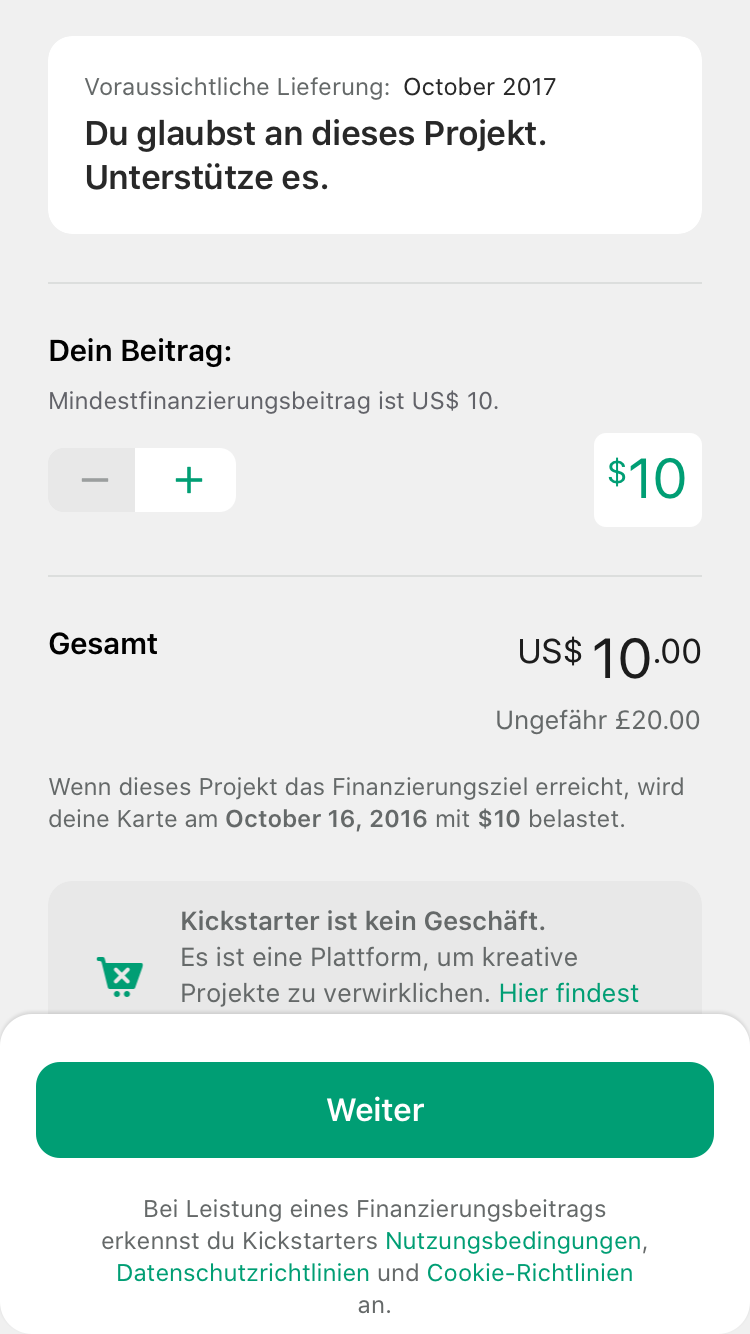 Voraussichtliche Lieferung: October 2017
Du glaubst an dieses Projekt.
Unterstütze es.
Dein Beitrag:
Mindestfinanzierungsbeitrag ist US$ 10.
− +
$10
Gesamt
US$ 10.00
Ungefähr £20.00
Wenn dieses Projekt das Finanzierungsziel erreicht, wird
deine Karte am October 16, 2016 mit $10 belastet.
Kickstarter ist kein Geschäft.
Es ist eine Plattform, um kreative
Projekte zu verwirklichen. Hier findest
Weiter
Bei Leistung eines Finanzierungsbeitrags
erkennst du Kickstarters Nutzungsbedingungen,
Datenschutzrichtlinien und Cookie-Richtlinien
an.